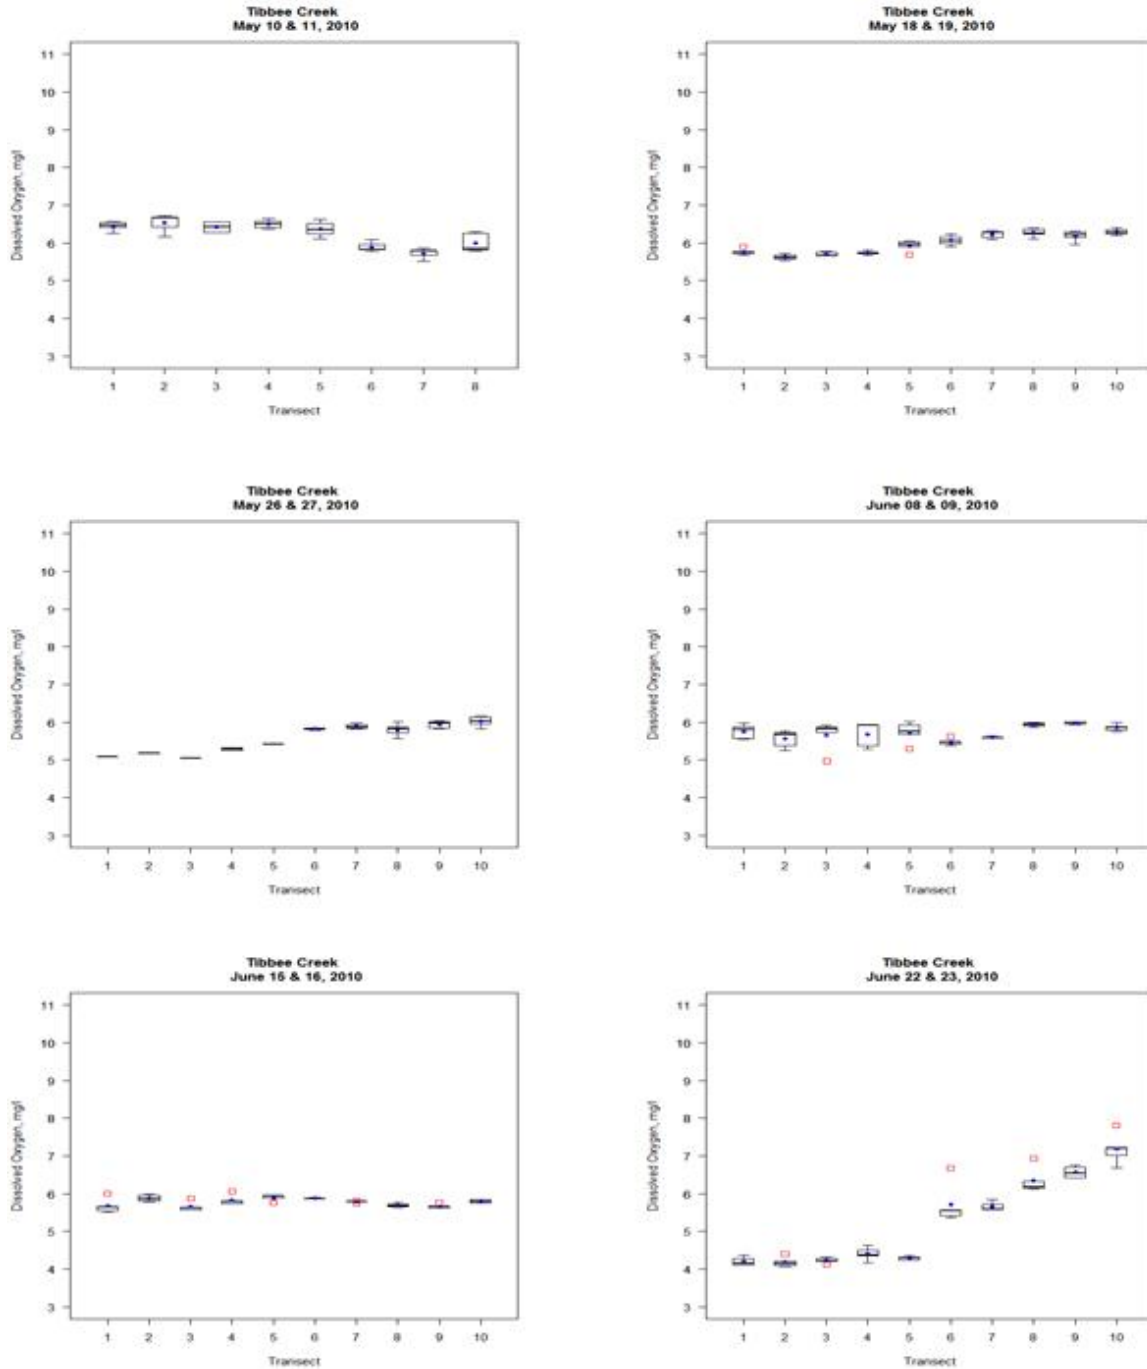 Tibbee Creek
May 10 & 11, 2010
11
10
9
8
7
6
5
4
3
Dissolved Oxygen, mg/l
1 2 3 4 5 6 7 8
Transect
Tibbee Creek
May 18 & 19, 2010
11
10
9
8
7
6
5
4
3
Dissolved Oxygen, mg/l
1 2 3 4 5 6 7 8 9 10
Transect
Tibbee Creek
May 26 & 27, 2010
11
10
9
8
7
6
5
4
3
Dissolved Oxygen, mg/l
1 2 3 4 5 6 7 8 9 10
Transect
Tibbee Creek
June 08 & 09, 2010
11
10
9
8
7
6
5
4
3
Dissolved Oxygen, mg/l
1 2 3 4 5 6 7 8 9 10
Transect
Tibbee Creek
June 15 & 16, 2010
11
10
9
8
7
6
5
4
3
Dissolved Oxygen, mg/l
1 2 3 4 5 6 7 8 9 10
Transect
Tibbee Creek
June 22 & 23, 2010
11
10
9
8
7
6
5
4
3
Dissolved Oxygen, mg/l
1 2 3 4 5 6 7 8 9 10
Transect